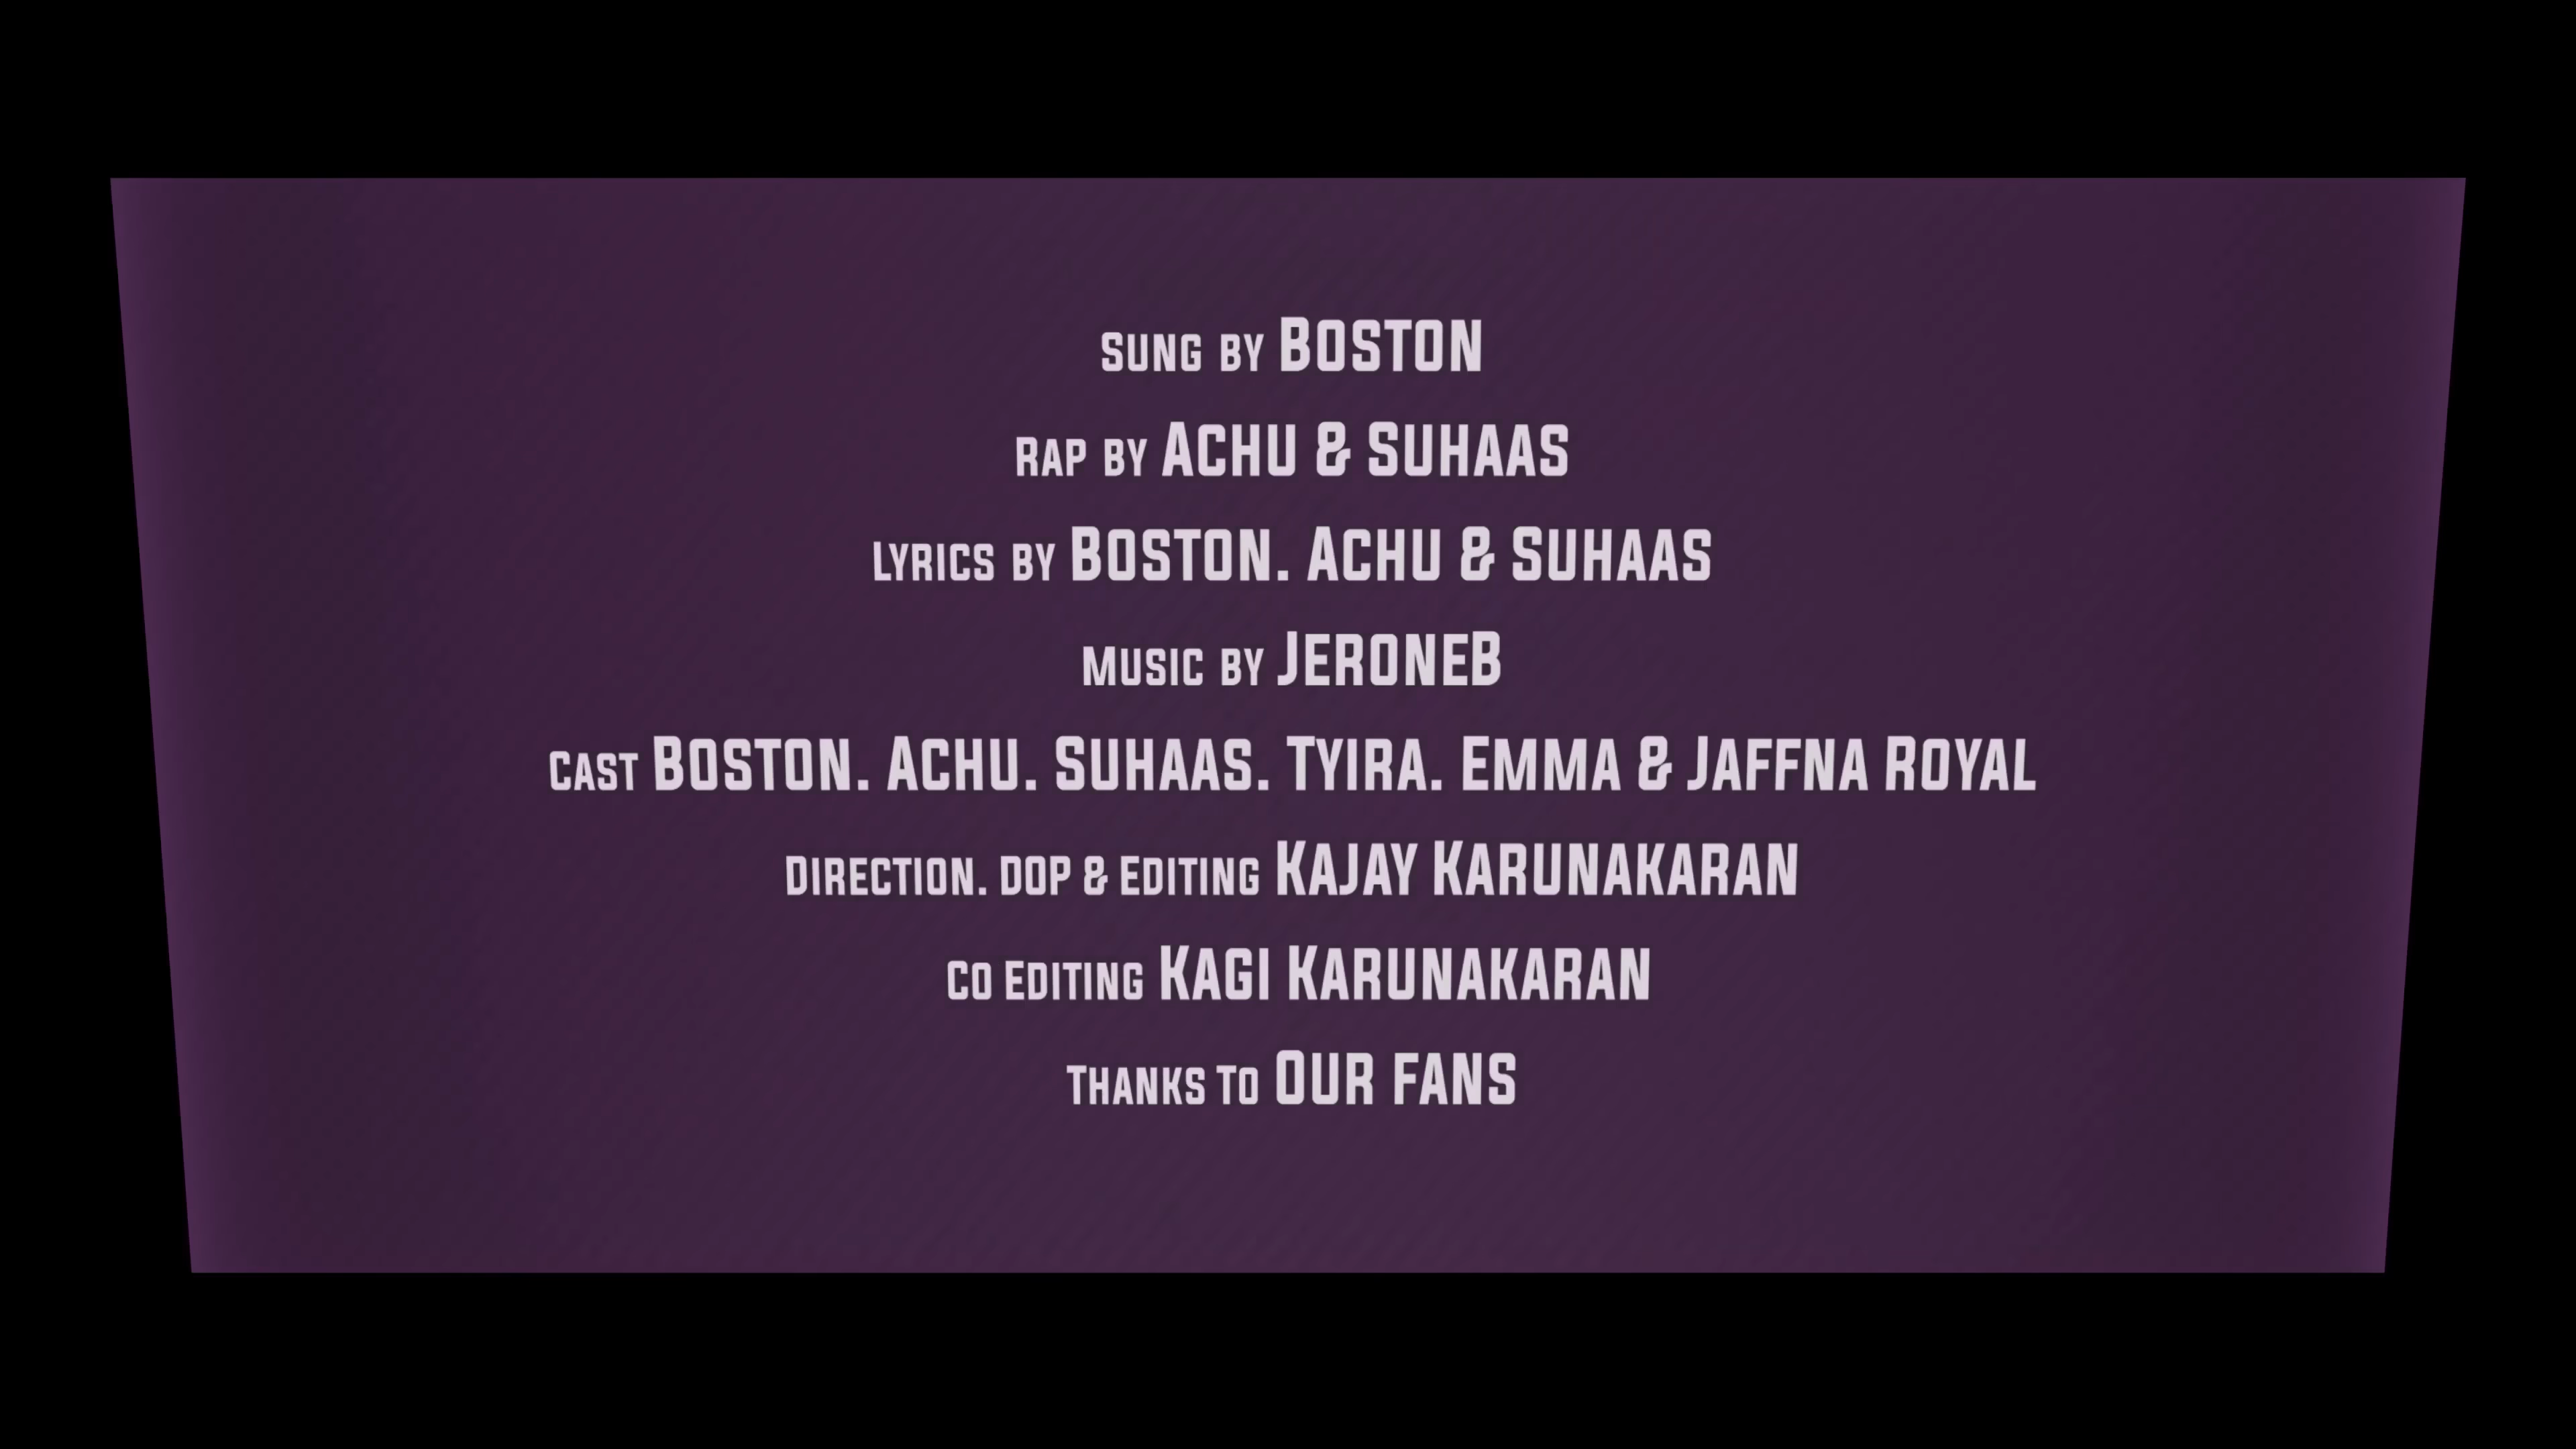 Sung by Boston
Rap by Achu & Suhaas
Lyrics by Boston. Achu & Suhaas
Music by JeroneB
Cast Boston. Achu. Suhaas. Tyira. Emma & Jaffna Royal
Direction. DOP & Editing Kajay Karunakaran
Co Editing Kagi Karunakaran
Thanks To Our fans